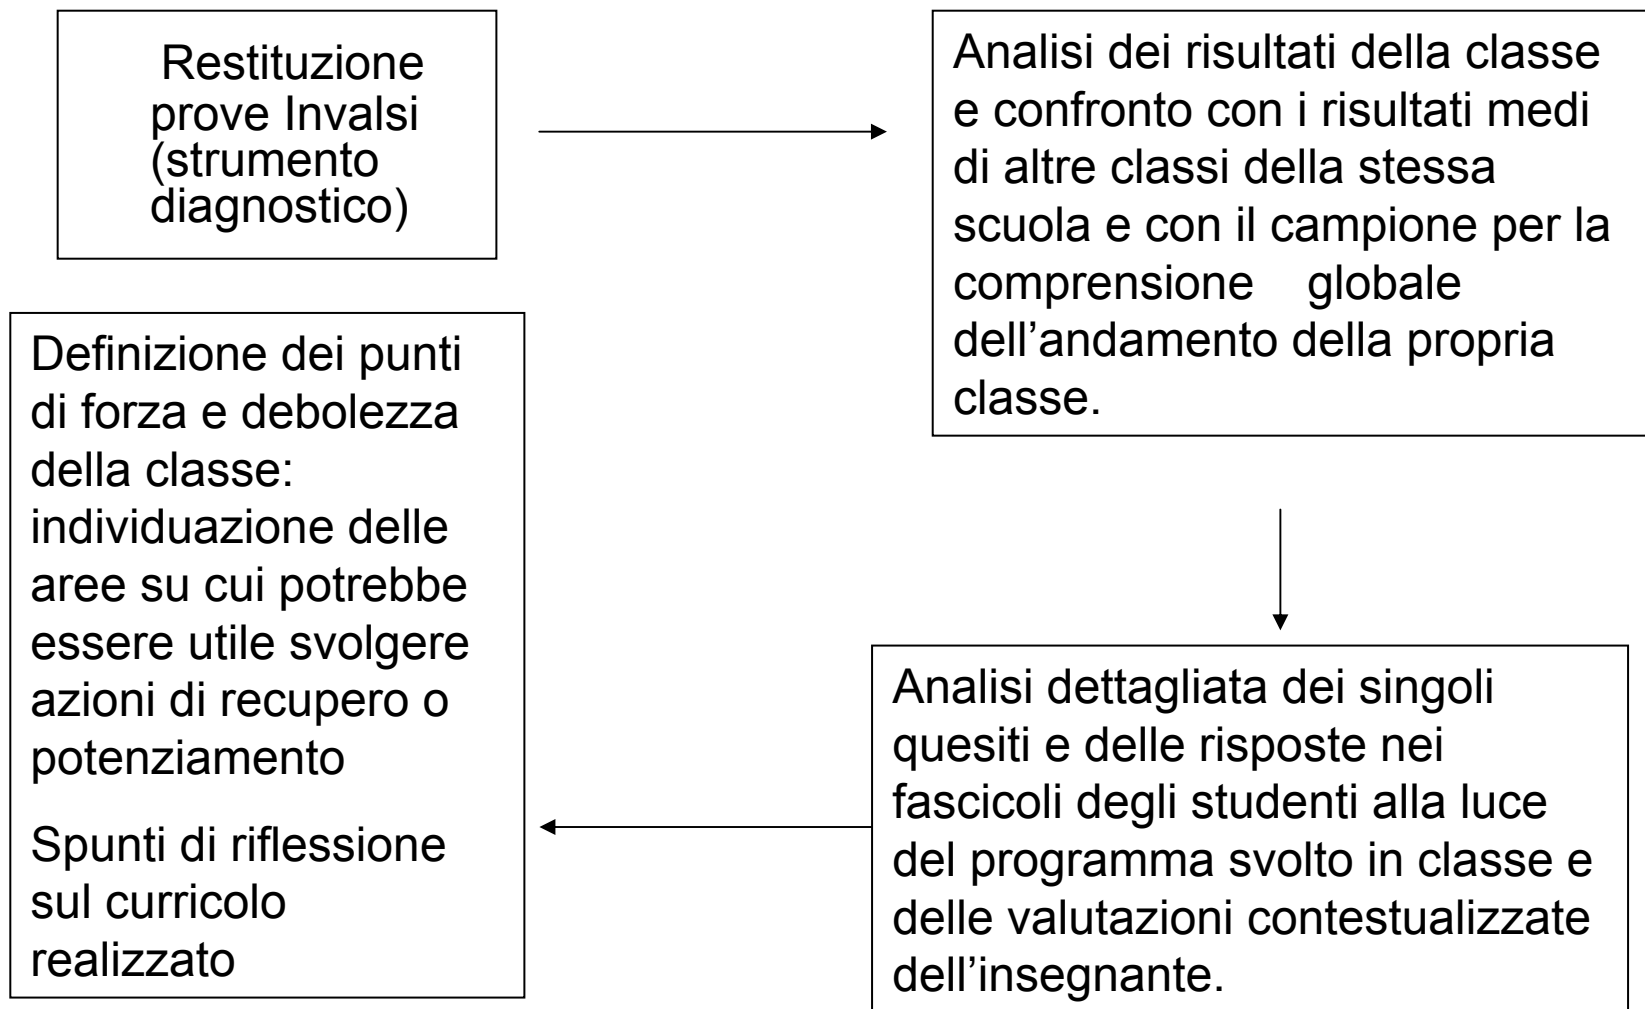 Restituzione
prove Invalsi
(strumento
diagnostico)
Analisi dei risultati della classe
e confronto con i risultati medi
di altre classi della stessa
scuola e con il campione per la
comprensione globale
dell’andamento della propria
classe.
Analisi dettagliata dei singoli
quesiti e delle risposte nei
fascicoli degli studenti alla luce
del programma svolto in classe e
delle valutazioni contestualizzate
dell’insegnante.
Definizione dei punti
di forza e debolezza
della classe:
individuazione delle
aree su cui potrebbe
essere utile svolgere
azioni di recupero o
potenziamento
Spunti di riflessione
sul curricolo
realizzato